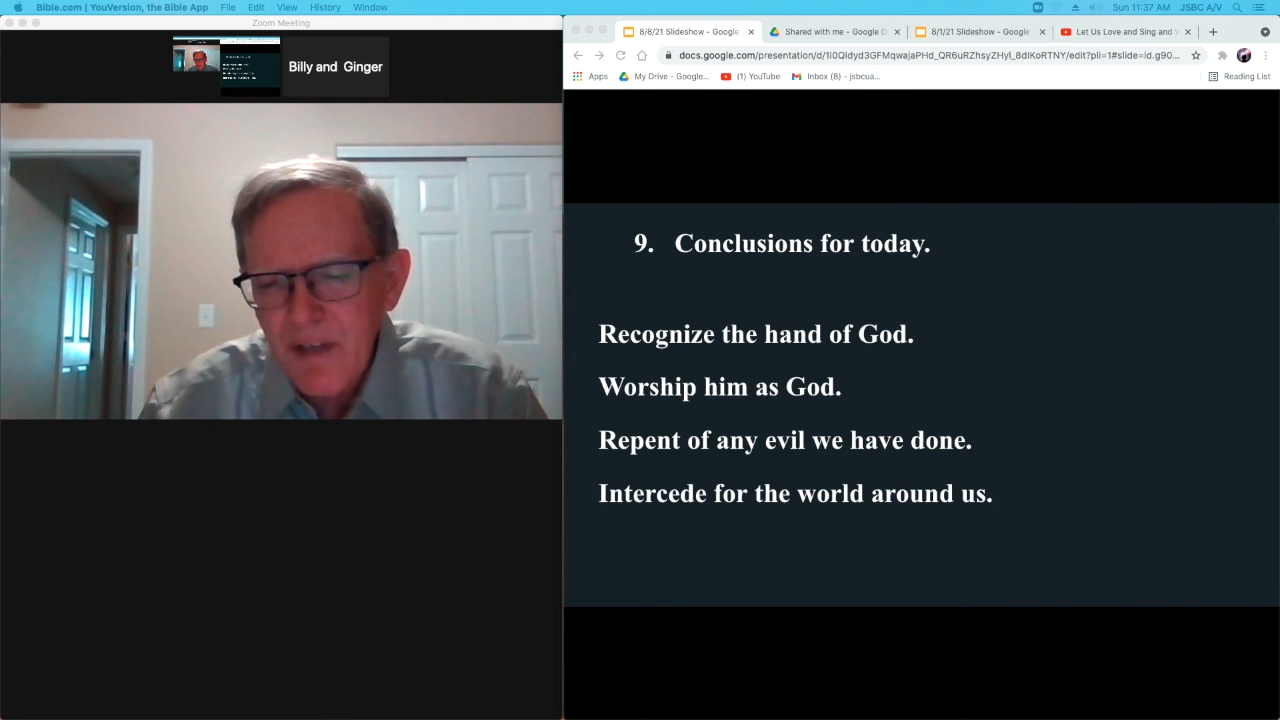 Bible.com | YouVersion, the Bible App File Edit View History Window Sun 11:37 AM JSBC A/V
Zoom Meeting
8/8/21 Slideshow - Google
Shared with me - Google D
8/1/21 Slideshow - Google
Let Us Love and Sing and
Apps My Drive - Google... (1) YouTube Inbox (8) - jsbcua... Reading List
Billy and Ginger
9. Conclusions for today.
Recognize the hand of God.
Worship him as God.
Repent of any evil we have done.
Intercede for the world around us.